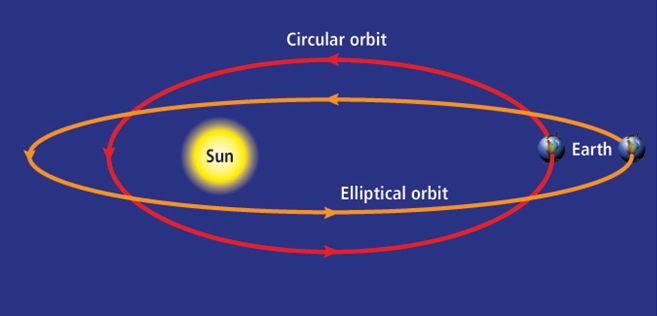 Circular orbit
Sun
Earth
Elliptical orbit